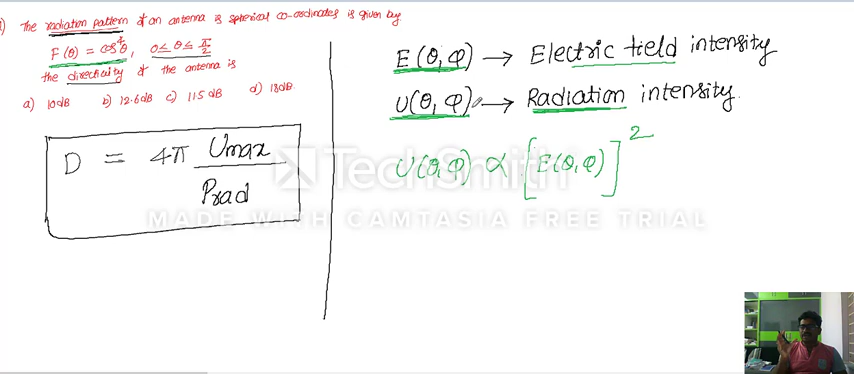 1) The radiation pattern of an antenna is spherical co-ordinates is given by
F(θ) = cos⁴θ, 0≤θ≤π/2
the directivity of the antenna is
a) 10dB b) 12.6dB c) 11.5dB d) 18dB
D = 4π Umax / Prad
E(θ,φ) → Electric field intensity
U(θ,φ) → Radiation intensity.
U(θ,φ) ∝ [E(θ,φ)]²
TechSmith
MADE WITH CAMTASIA FREE TRIAL